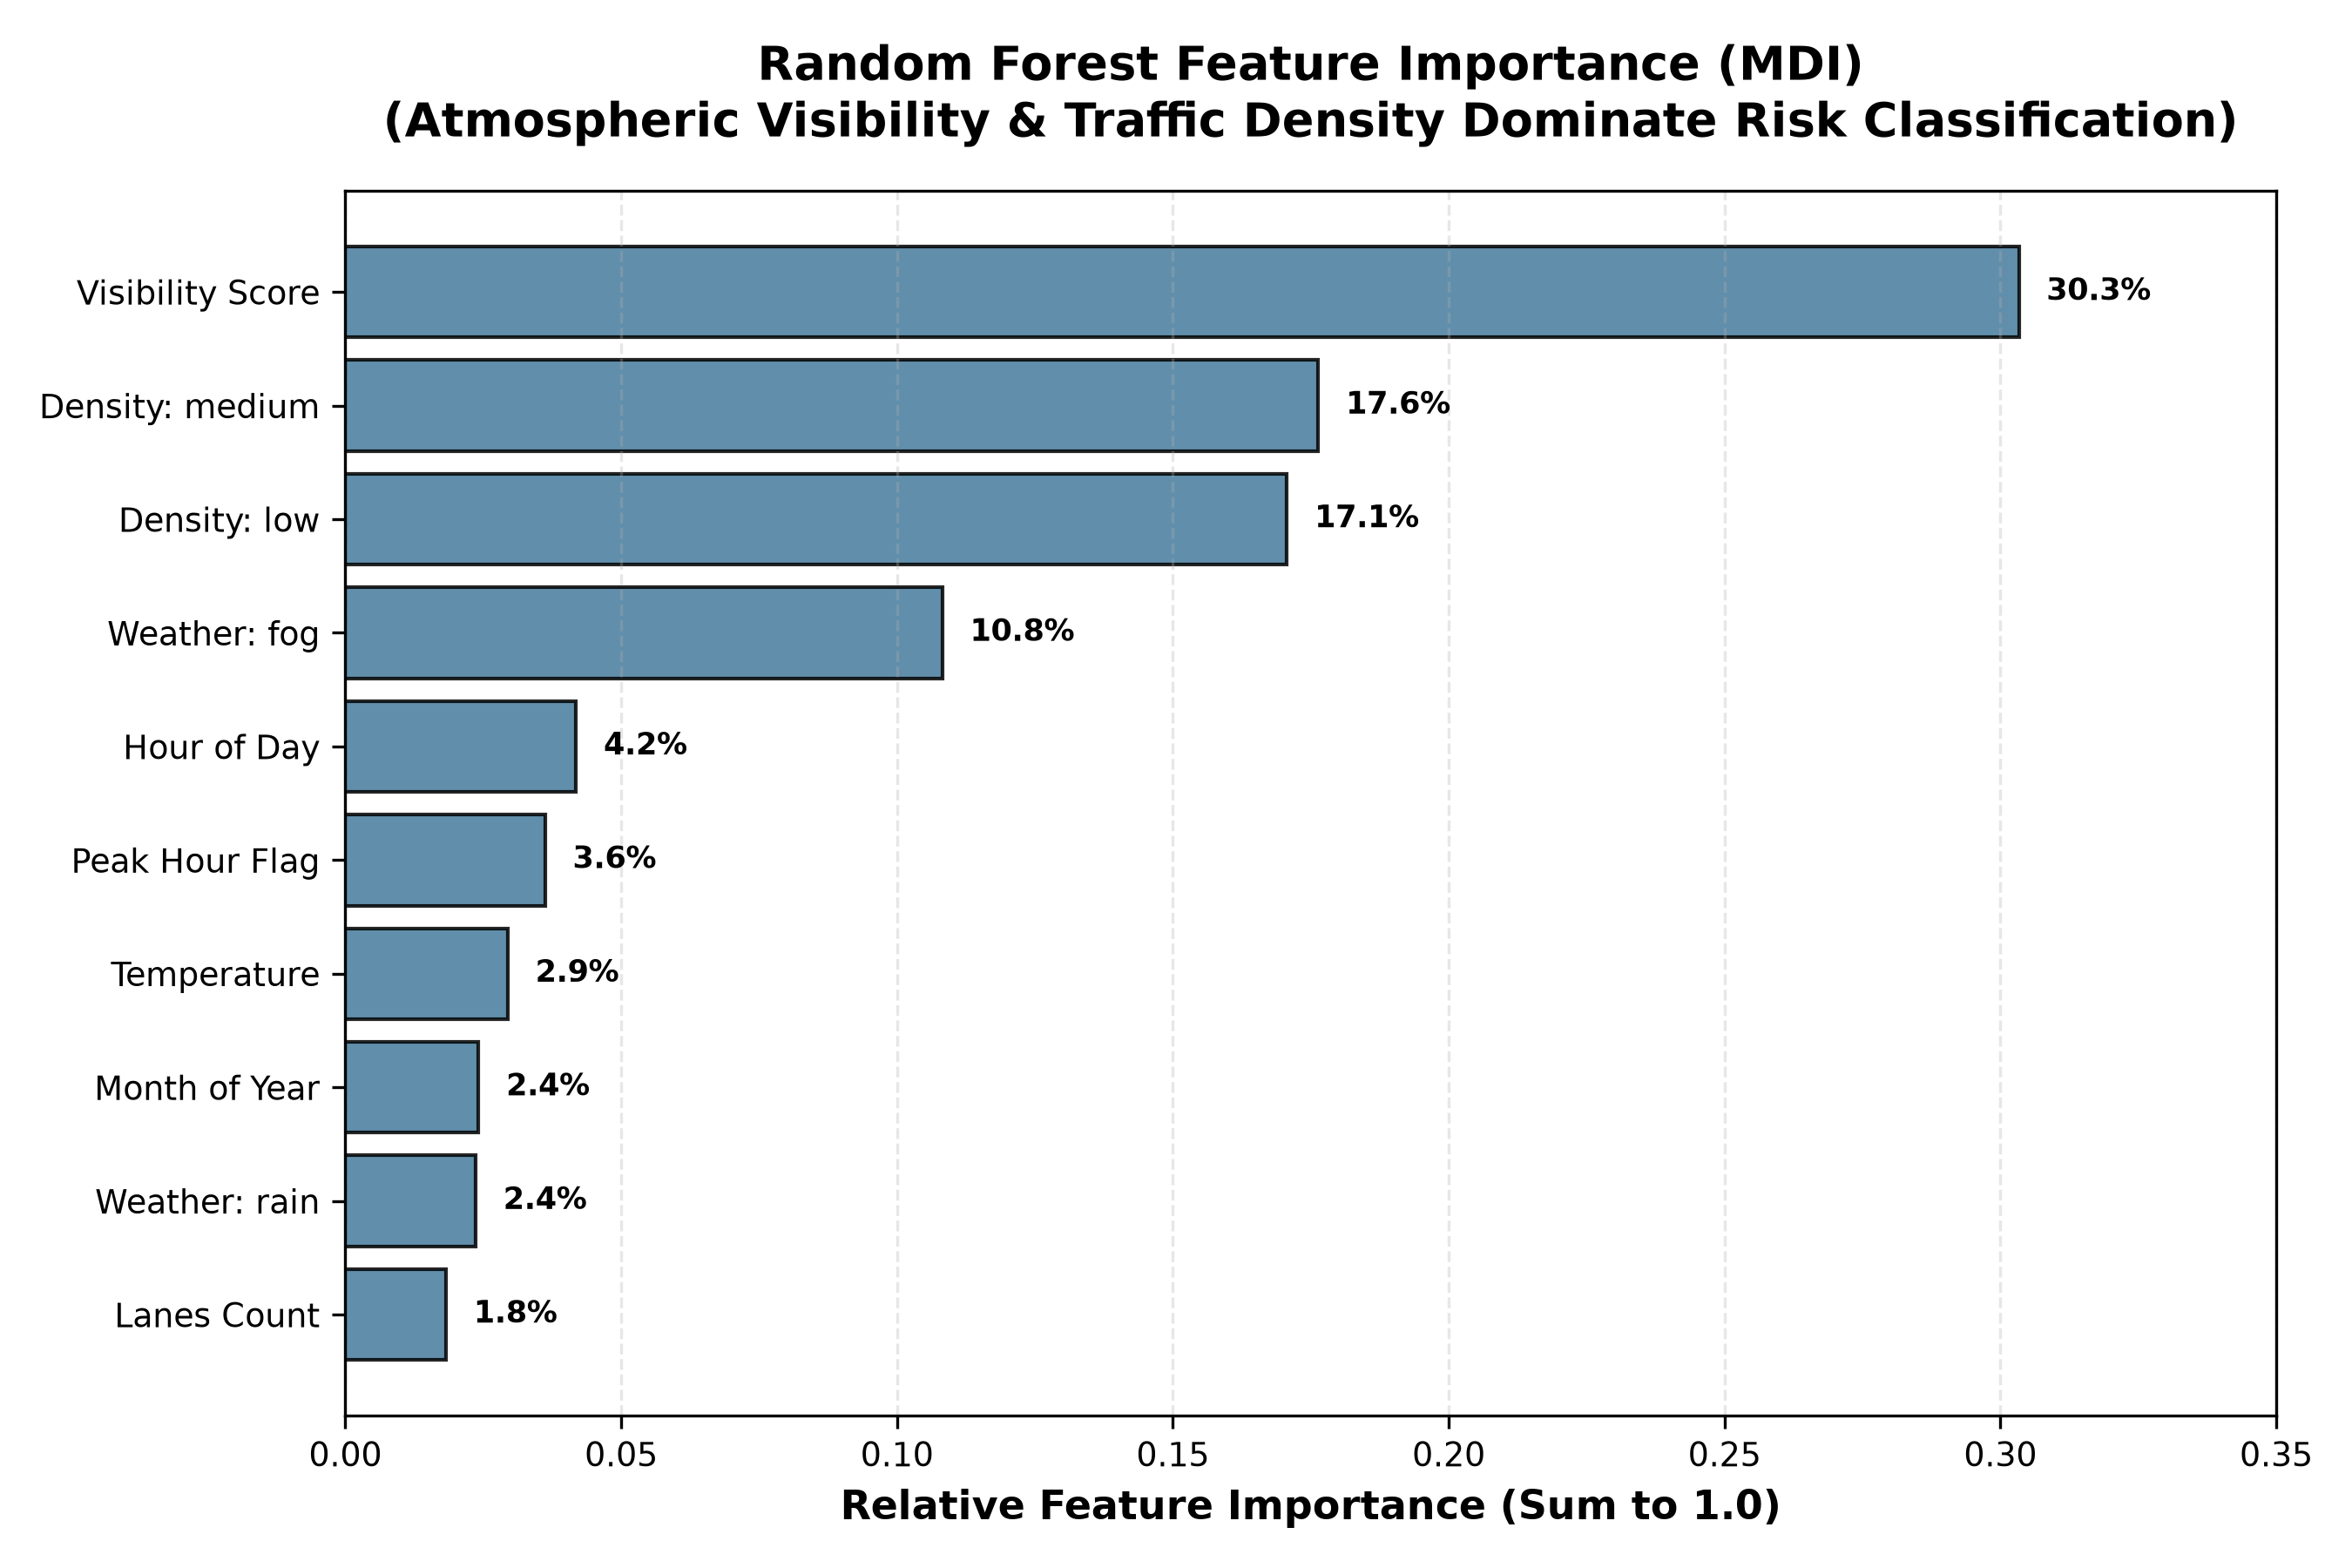 Random Forest Feature Importance (MDI)
(Atmospheric Visibility & Traffic Density Dominate Risk Classification)
Visibility Score
30.3%
Density: medium
17.6%
Density: low
17.1%
Weather: fog
10.8%
Hour of Day
4.2%
Peak Hour Flag
3.6%
Temperature
2.9%
Month of Year
2.4%
Weather: rain
2.4%
Lanes Count
1.8%
0.00 0.05 0.10 0.15 0.20 0.25 0.30 0.35
Relative Feature Importance (Sum to 1.0)